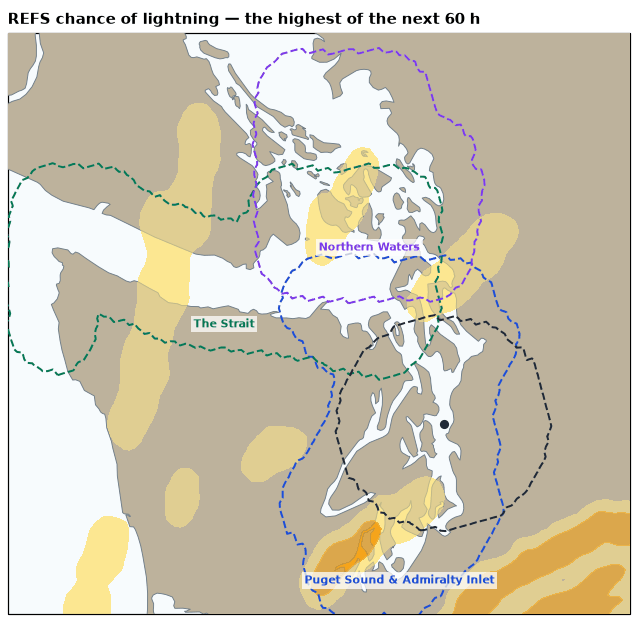 REFS chance of lightning — the highest of the next 60 h
Northern Waters
The Strait
Puget Sound & Admiralty Inlet